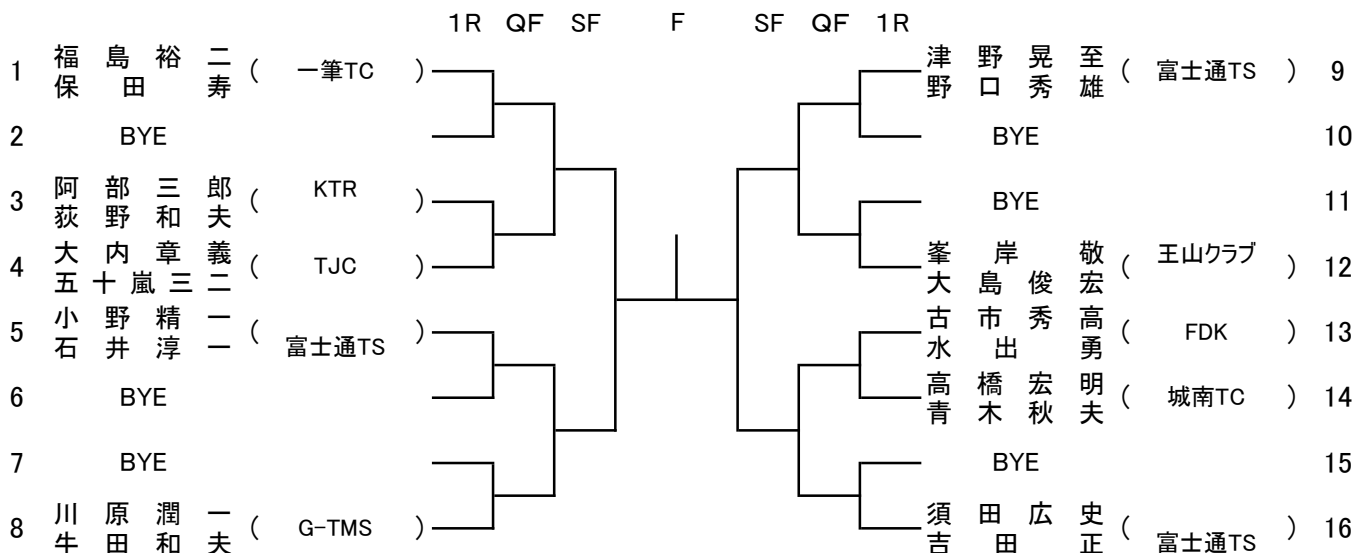 1R QF SF F SF QF 1R
1 福島裕二 保田寿 ( 一筆TC )
2 BYE
3 阿部三郎 荻野和夫 ( KTR )
4 大内章義 五十嵐三二 ( TJC )
5 小野精一 石井淳一 ( 富士通TS )
6 BYE
7 BYE
8 川原潤一 牛田和夫 ( G-TMS )
津野晃至 野口秀雄 ( 富士通TS ) 9
BYE 10
BYE 11
峯岸敬 大島俊宏 ( 王山クラブ ) 12
古市秀高 水出勇 ( FDK ) 13
高橋宏明 青木秋夫 ( 城南TC ) 14
BYE 15
須田広史 吉田正 ( 富士通TS ) 16